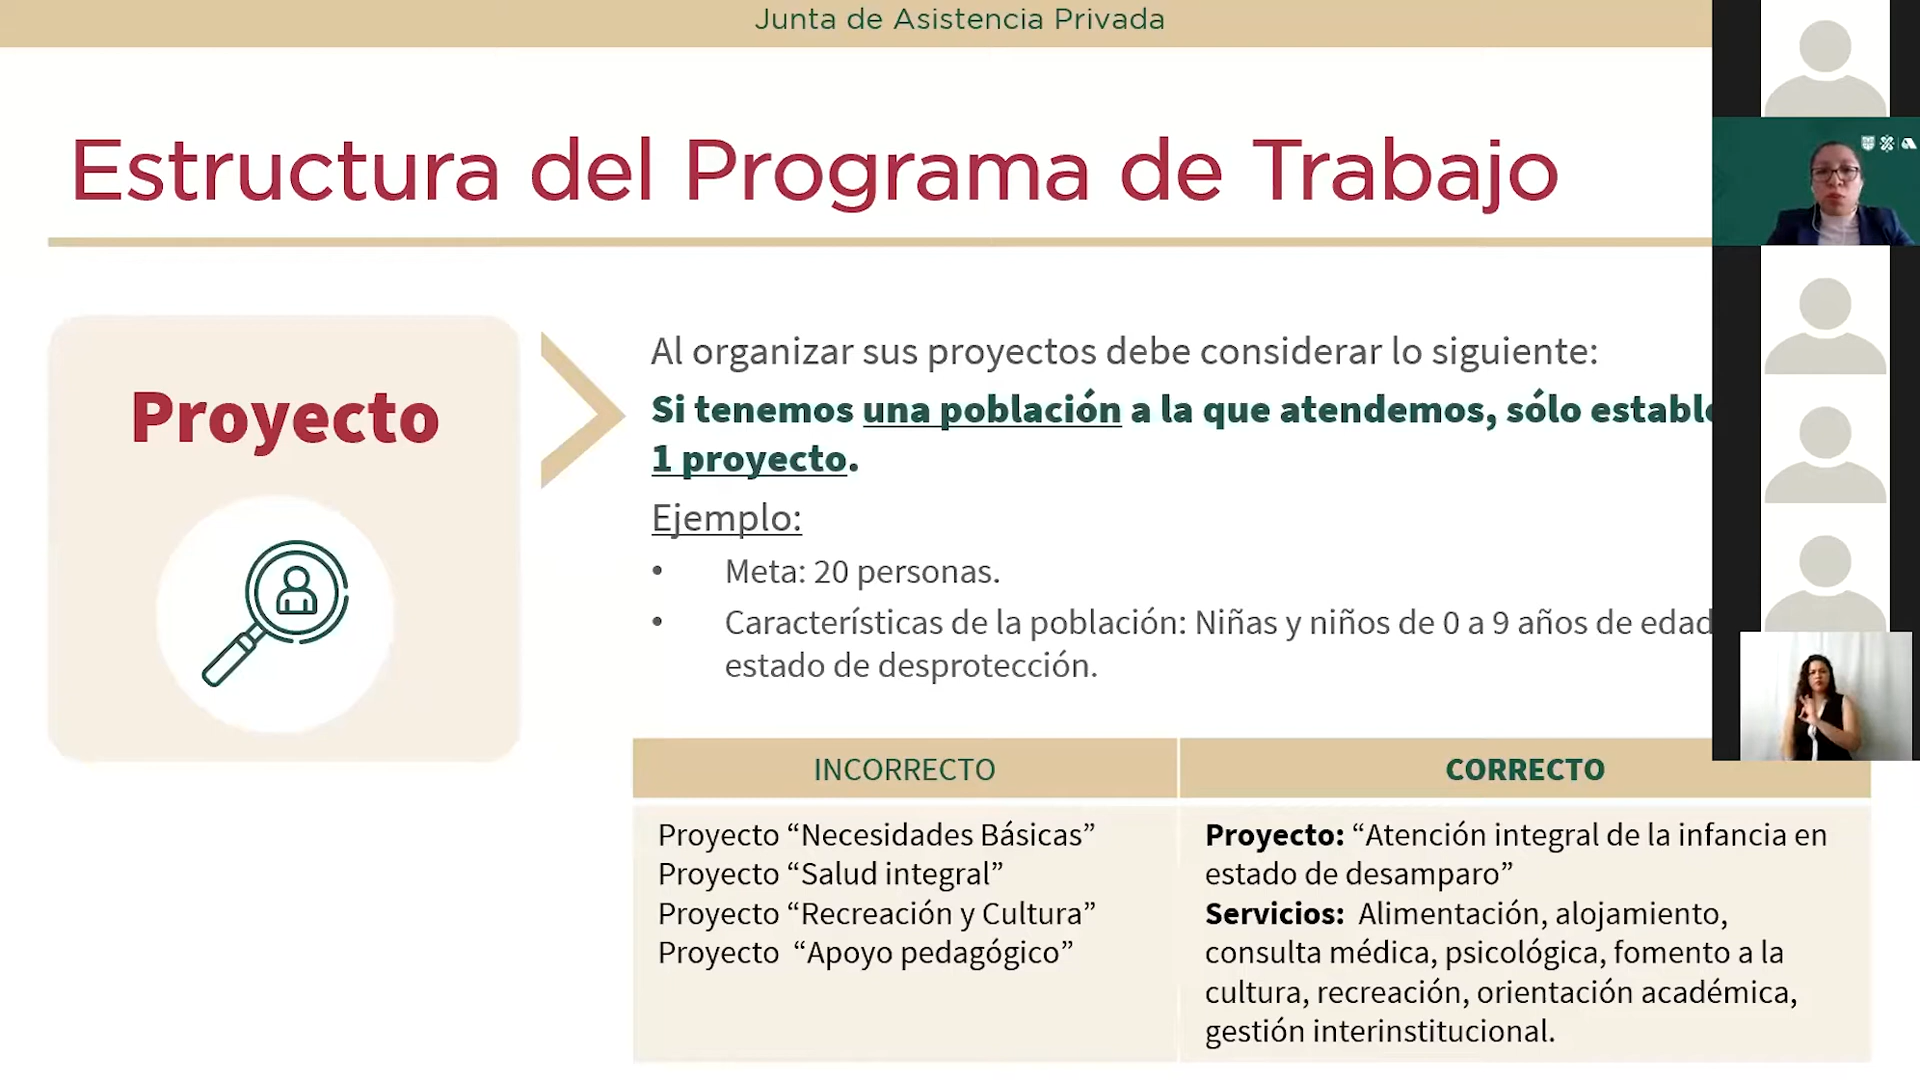 Junta de Asistencia Privada
Estructura del Programa de Trabajo
Proyecto
Al organizar sus proyectos debe considerar lo siguiente:
Si tenemos una población a la que atendemos, sólo
1 proyecto.
Ejemplo:
• Meta: 20 personas.
• Características de la población: Niñas y niños de 0 a 9 años de edad
estado de desprotección.
INCORRECTO
CORRECTO
Proyecto “Necesidades Básicas”
Proyecto “Salud integral”
Proyecto “Recreación y Cultura”
Proyecto “Apoyo pedagógico”
Proyecto: “Atención integral de la infancia en
estado de desamparo”
Servicios: Alimentación, alojamiento,
consulta médica, psicológica, fomento a la
cultura, recreación, orientación académica,
gestión interinstitucional.